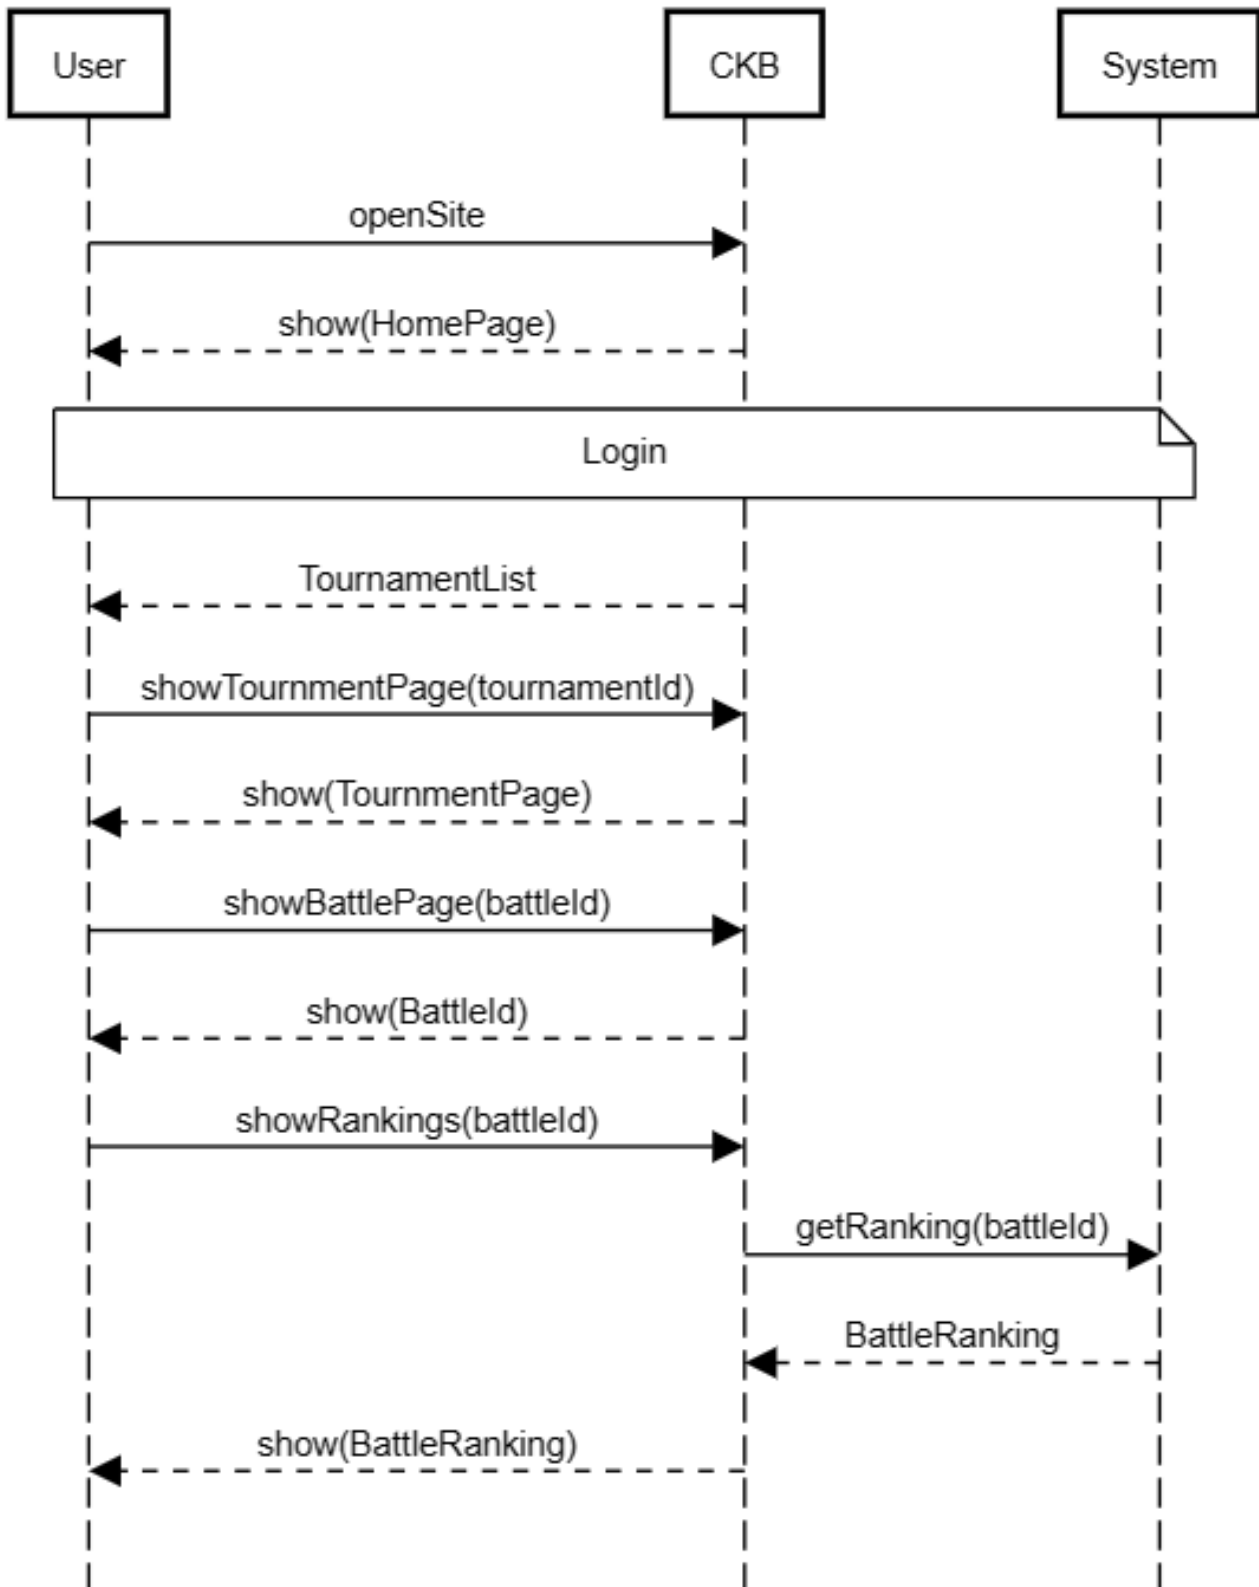 User
CKB
System
openSite
show(HomePage)
Login
TournamentList
showTournmentPage(tournamentId)
show(TournmentPage)
showBattlePage(battleId)
show(BattleId)
showRankings(battleId)
getRanking(battleId)
BattleRanking
show(BattleRanking)